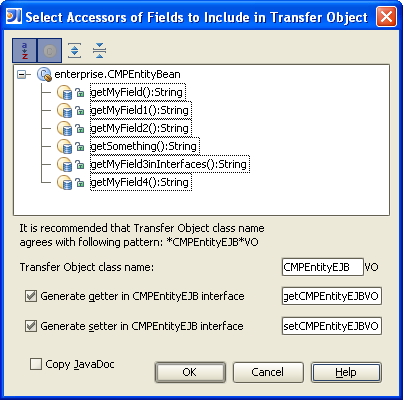 Select Accessors of Fields to Include in Transfer Object
a z
enterprise.CMPEntityBean
getMyField():String
getMyField1():String
getMyField2():String
getSomething():String
getMyField3inInterfaces():String
getMyField4():String
It is recommended that Transfer Object class name
agrees with following pattern: *CMPEntityEJB*VO
Transfer Object class name: CMPEntityEJB VO
Generate getter in CMPEntityEJB interface getCMPEntityEJBVO
Generate setter in CMPEntityEJB interface setCMPEntityEJBVO
Copy JavaDoc
OK Cancel Help